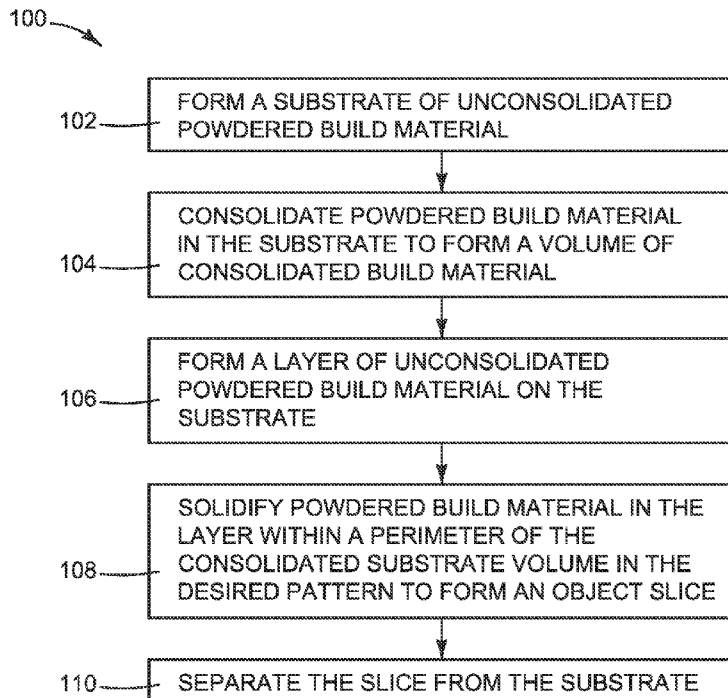 100
102
FORM A SUBSTRATE OF UNCONSOLIDATED
POWDERED BUILD MATERIAL
104
CONSOLIDATE POWDERED BUILD MATERIAL
IN THE SUBSTRATE TO FORM A VOLUME OF
CONSOLIDATED BUILD MATERIAL
106
FORM A LAYER OF UNCONSOLIDATED
POWDERED BUILD MATERIAL ON THE
SUBSTRATE
108
SOLIDIFY POWDERED BUILD MATERIAL IN THE
LAYER WITHIN A PERIMETER OF THE
CONSOLIDATED SUBSTRATE VOLUME IN THE
DESIRED PATTERN TO FORM AN OBJECT SLICE
110
SEPARATE THE SLICE FROM THE SUBSTRATE